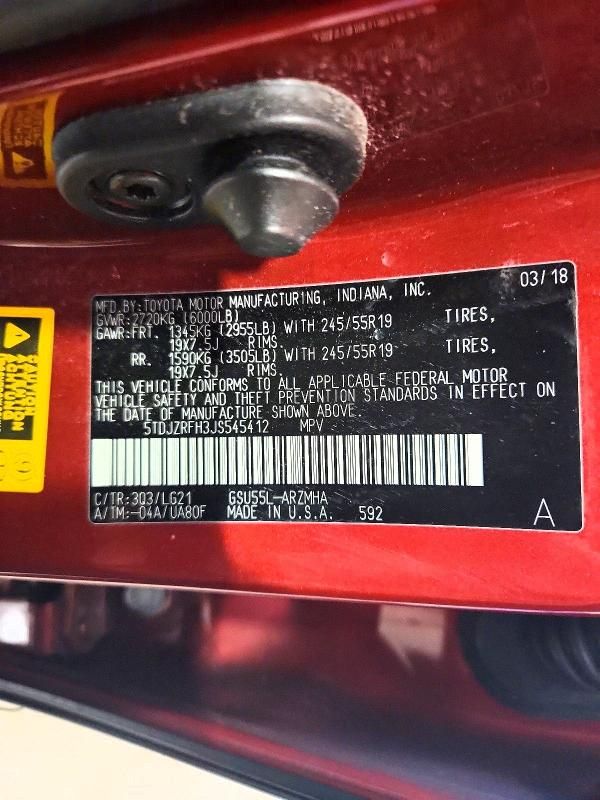 MFD.BY:TOYOTA MOTOR MANUFACTURING, INDIANA, INC. 03/18
GVWR:2720KG (6000LB)
GAWR:FRT. 1345KG (2955LB) WITH 245/55R19 TIRES,
19X7.5J RIMS.
RR. 1590KG (3505LB) WITH 245/55R19 TIRES,
19X7.5J RIMS.
THIS VEHICLE CONFORMS TO ALL APPLICABLE FEDERAL MOTOR
VEHICLE SAFETY AND THEFT PREVENTION STANDARDS IN EFFECT ON
THE DATE OF MANUFACTURE SHOWN ABOVE.
5TDJZRFH3JS545412 MPV
C/TR:3Q3/LG21 GSU55L-ARZMHA
A/TM:-04A/UA80F MADE IN U.S.A. 592 A
CAUTION
ATTENTION